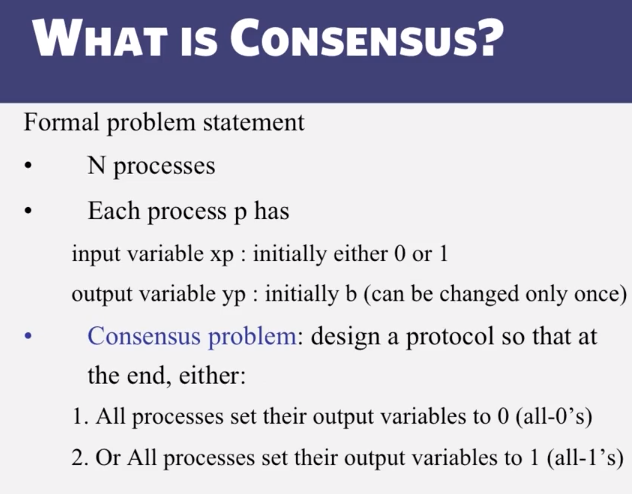 WHAT IS CONSENSUS?
Formal problem statement
• N processes
• Each process p has
input variable xp : initially either 0 or 1
output variable yp : initially b (can be changed only once)
• Consensus problem: design a protocol so that at
the end, either:
1. All processes set their output variables to 0 (all-0’s)
2. Or All processes set their output variables to 1 (all-1’s)